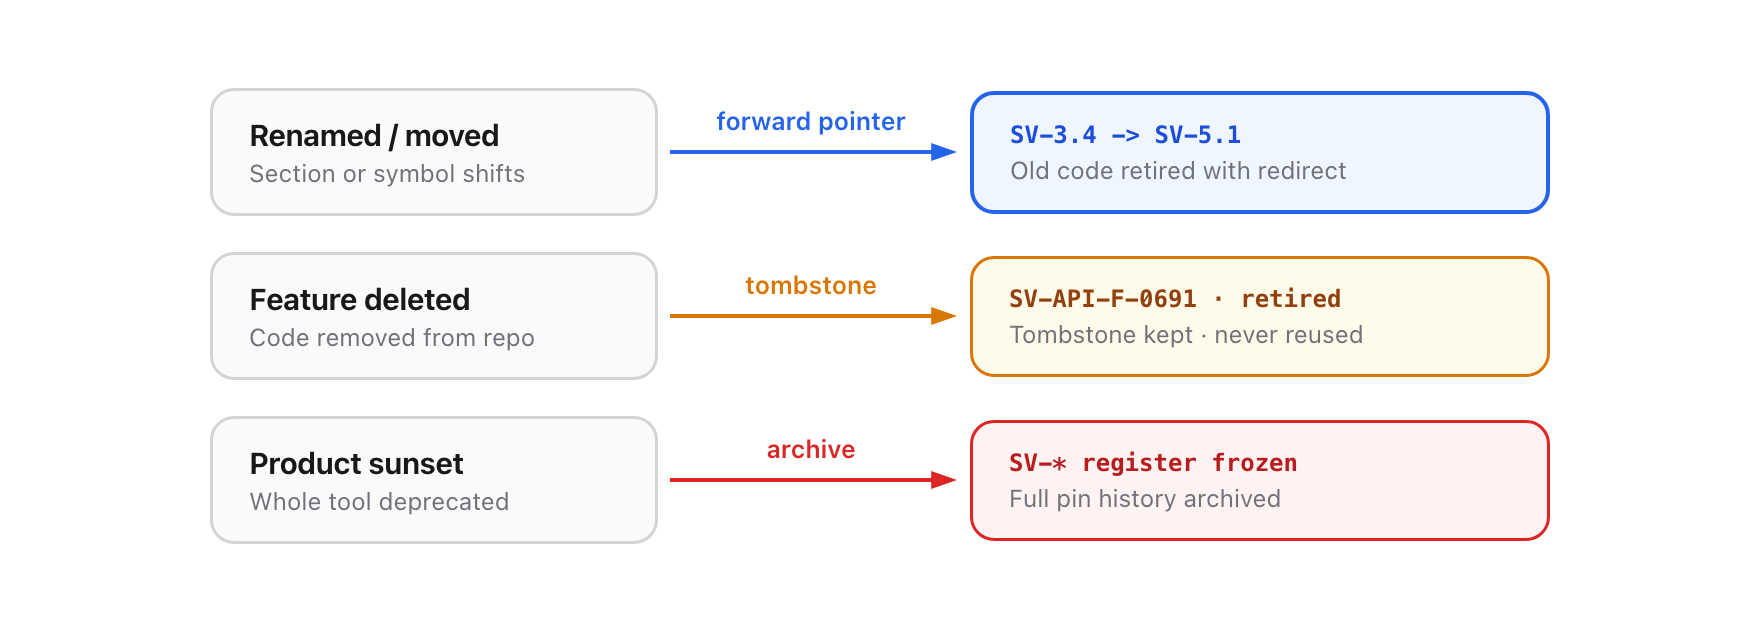 Renamed / moved
Section or symbol shifts
forward pointer
SV-3.4 -> SV-5.1
Old code retired with redirect
Feature deleted
Code removed from repo
tombstone
SV-API-F-0691 · retired
Tombstone kept · never reused
Product sunset
Whole tool deprecated
archive
SV-* register frozen
Full pin history archived